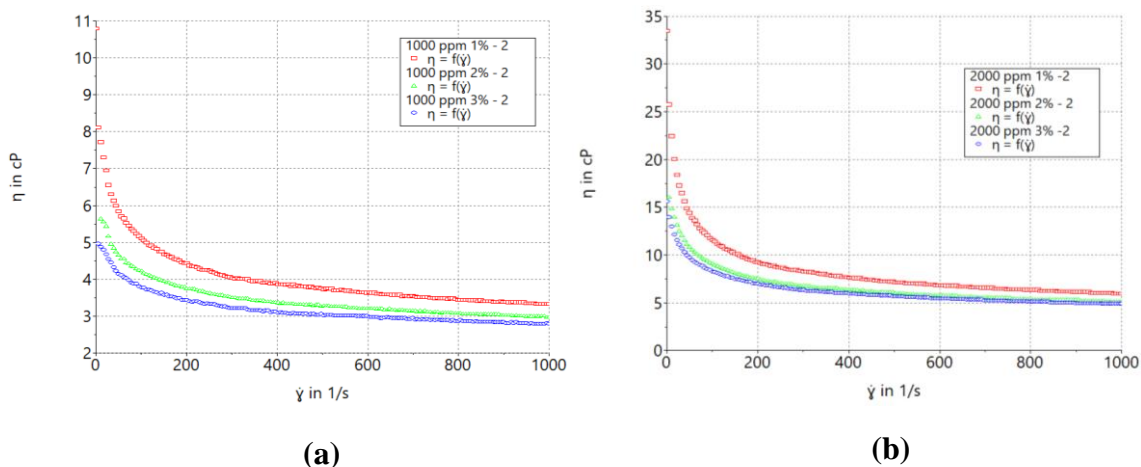 11
10
9
8
7
6
5
4
3
2
0
200
400
600
800
1000
η in cP
ɣ̇ in 1/s
1000 ppm 1% - 2
η = f(ɣ̇)
1000 ppm 2% - 2
η = f(ɣ̇)
1000 ppm 3% - 2
η = f(ɣ̇)
(a)
35
30
25
20
15
10
5
0
0
200
400
600
800
1000
η in cP
ɣ̇ in 1/s
2000 ppm 1% -2
η = f(ɣ̇)
2000 ppm 2% - 2
η = f(ɣ̇)
2000 ppm 3% -2
η = f(ɣ̇)
(b)